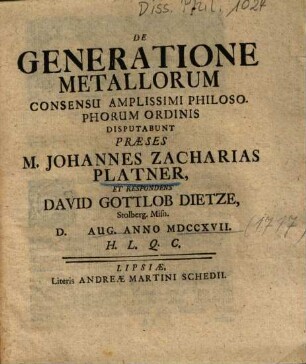 Diss. Phil. 1024
DE
GENERATIONE
METALLORUM
CONSENSU AMPLISSIMI PHILOSO-
PHORUM ORDINIS
DISPUTABUNT
PRÆSES
M. JOHANNES ZACHARIAS
PLATNER,
ET RESPONDENS
DAVID GOTTLOB DIETZE,
Stolberg. Misn.
D. AUG. ANNO MDCCXVII.
(1717)
H. L. Q. C.
LIPSIÆ,
Literis ANDREÆ MARTINI SCHEDII.